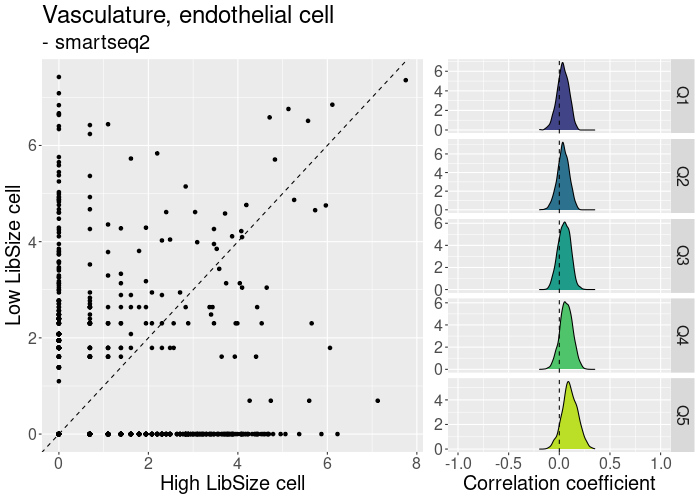 Vasculature, endothelial cell
- smartseq2
Low LibSize cell
6
4
2
0
0 2 4 6 8
High LibSize cell
6
4
2
0
Q1
6
4
2
0
Q2
6
4
2
0
Q3
6
4
2
0
Q4
4
2
0
Q5
-1.0 -0.5 0.0 0.5 1.0
Correlation coefficient